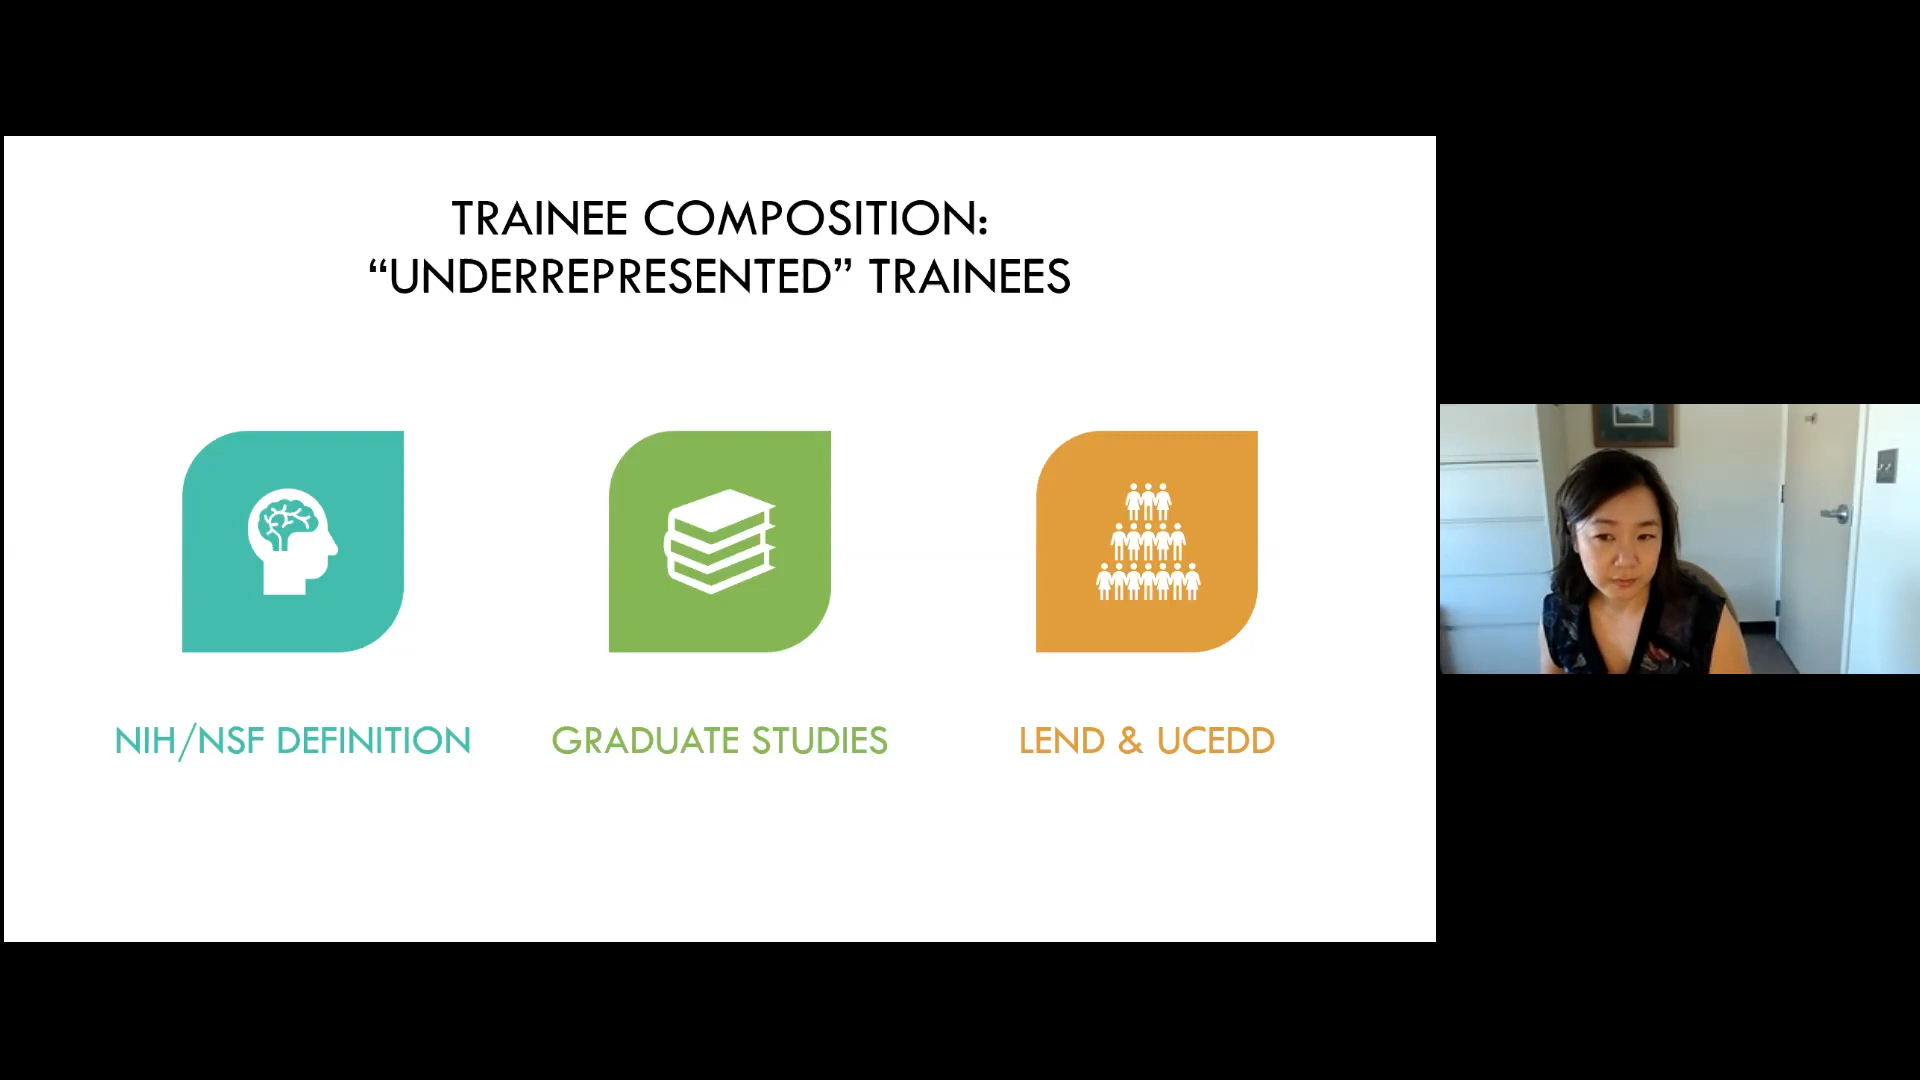 TRAINEE COMPOSITION:
“UNDERREPRESENTED” TRAINEES
NIH/NSF DEFINITION
GRADUATE STUDIES
LEND & UCEDD